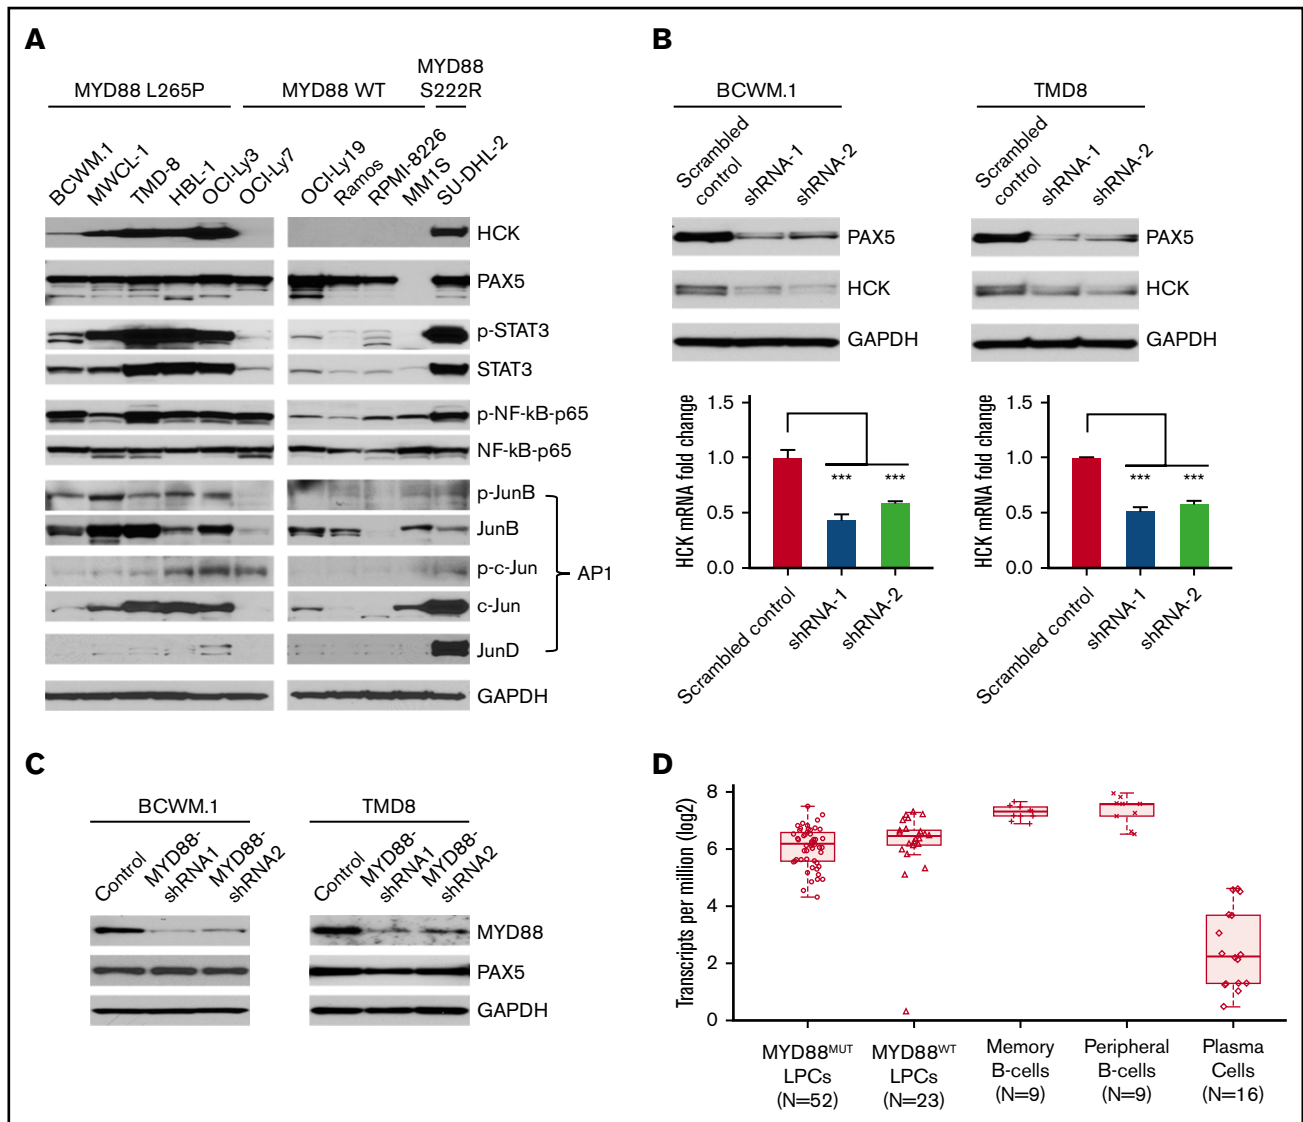 A
MYD88 L265P
MYD88 WT
MYD88
S222R
BCWM.1
MWCL-1
TMD-8
HBL-1
OCI-Ly3
OCI-Ly7
OCI-Ly19
Ramos
RPMI-8226
MM1S
SU-DHL-2
HCK
PAX5
p-STAT3
STAT3
p-NF-kB-p65
NF-kB-p65
p-JunB
JunB
p-c-Jun
c-Jun
JunD
AP1
GAPDH
B
BCWM.1
Scrambled
control
shRNA-1
shRNA-2
PAX5
HCK
GAPDH
HCK mRNA fold change
1.5
1.0
0.5
0.0
***
***
Scrambled control
shRNA-1
shRNA-2
TMD8
Scrambled
control
shRNA-1
shRNA-2
PAX5
HCK
GAPDH
HCK mRNA fold change
1.5
1.0
0.5
0.0
***
***
Scrambled control
shRNA-1
shRNA-2
C
BCWM.1
Control
MYD88-
shRNA1
MYD88-
shRNA2
TMD8
Control
MYD88-
shRNA1
MYD88-
shRNA2
MYD88
PAX5
GAPDH
D
Transcripts per million (log2)
8
6
4
2
0
MYD88MUT
LPCs
(N=52)
MYD88WT
LPCs
(N=23)
Memory
B-cells
(N=9)
Peripheral
B-cells
(N=9)
Plasma
Cells
(N=16)